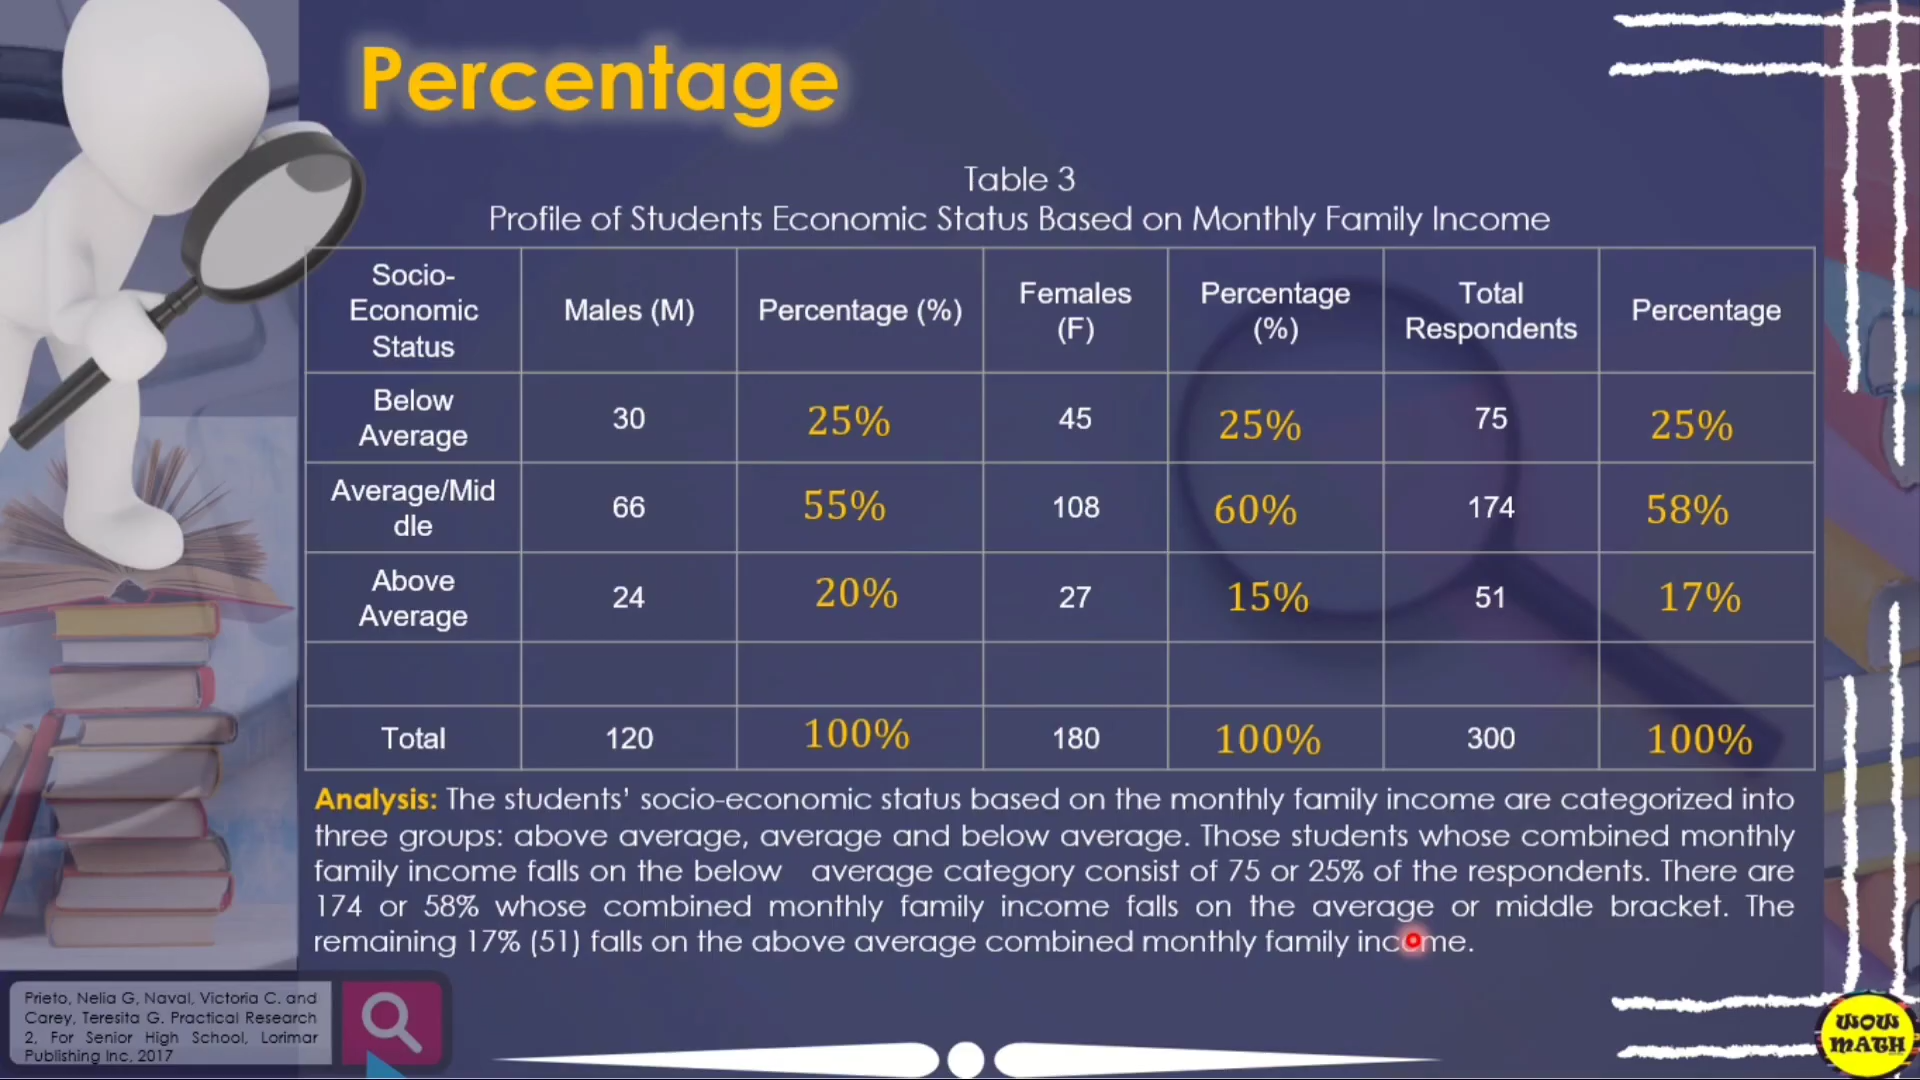 Percentage
Table 3
Profile of Students Economic Status Based on Monthly Family Income
Socio-
Economic
Status
Males (M)
Percentage (%)
Females
(F)
Percentage
(%)
Total
Respondents
Percentage
Below
Average
30
25%
45
25%
75
25%
Average/Mid
dle
66
55%
108
60%
174
58%
Above
Average
24
20%
27
15%
51
17%
Total
120
100%
180
100%
300
100%
Analysis: The students’ socio-economic status based on the monthly family income are categorized into
three groups: above average, average and below average. Those students whose combined monthly
family income falls on the below average category consist of 75 or 25% of the respondents. There are
174 or 58% whose combined monthly family income falls on the average or middle bracket. The
remaining 17% (51) falls on the above average combined monthly family income.
Prieto, Nelia G, Naval, Victoria C. and
Carey, Teresita G. Practical Research
2, For Senior High School, Lorimar
Publishing Inc, 2017
WOW
MATH